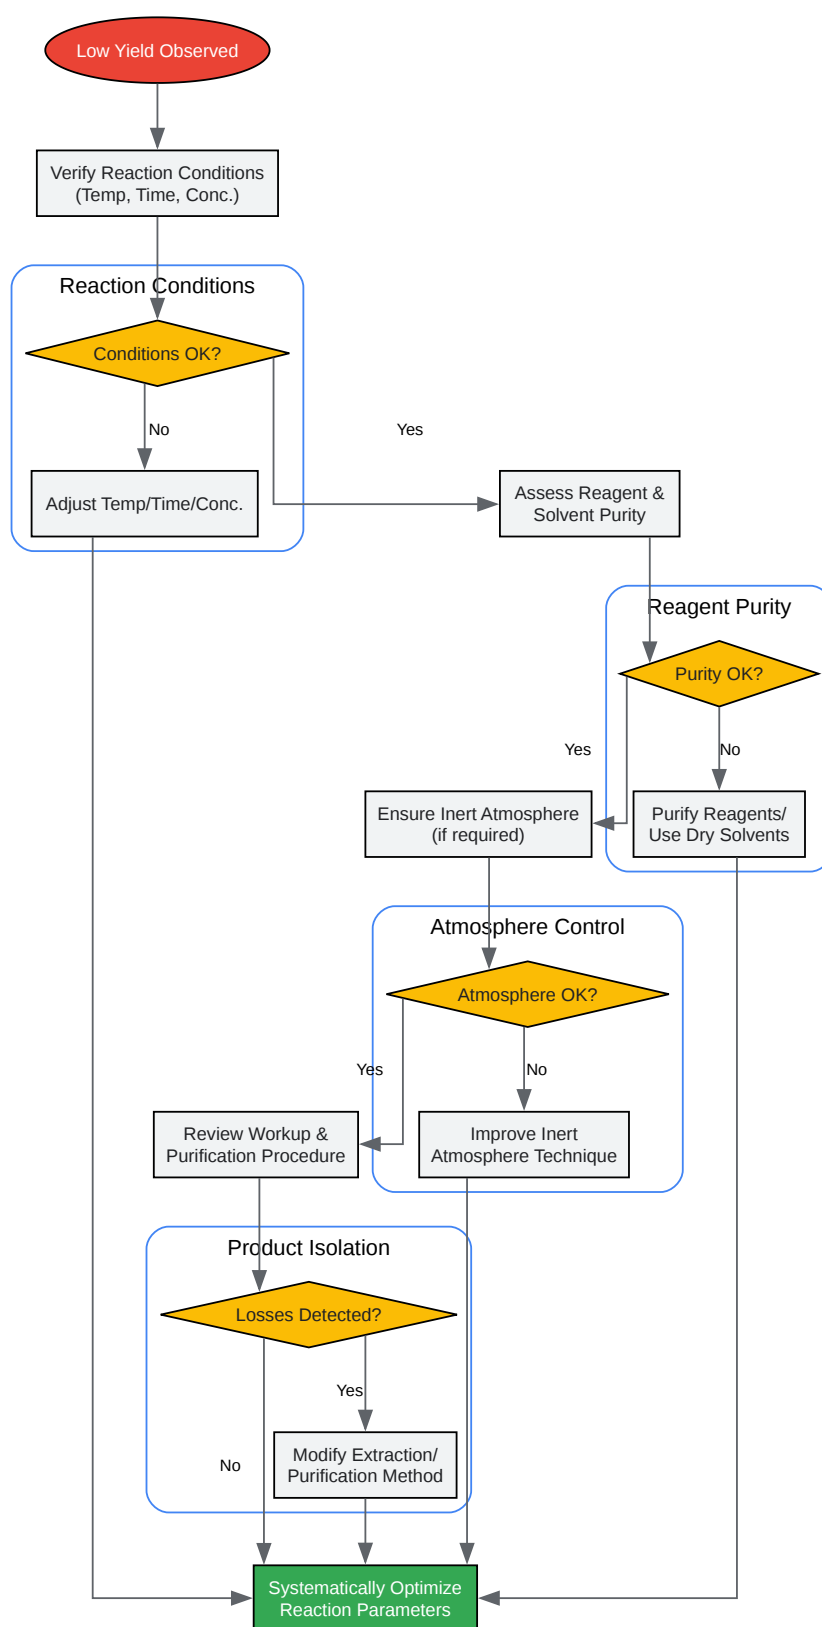 Low Yield Observed
Verify Reaction Conditions
(Temp, Time, Conc.)
Reaction Conditions
Conditions OK?
No
Yes
Adjust Temp/Time/Conc.
Assess Reagent &
Solvent Purity
Reagent Purity
Purity OK?
Yes
No
Ensure Inert Atmosphere
(if required)
Purify Reagents/
Use Dry Solvents
Atmosphere Control
Atmosphere OK?
Yes
No
Review Workup &
Purification Procedure
Improve Inert
Atmosphere Technique
Product Isolation
Losses Detected?
Yes
No
Modify Extraction/
Purification Method
Systematically Optimize
Reaction Parameters